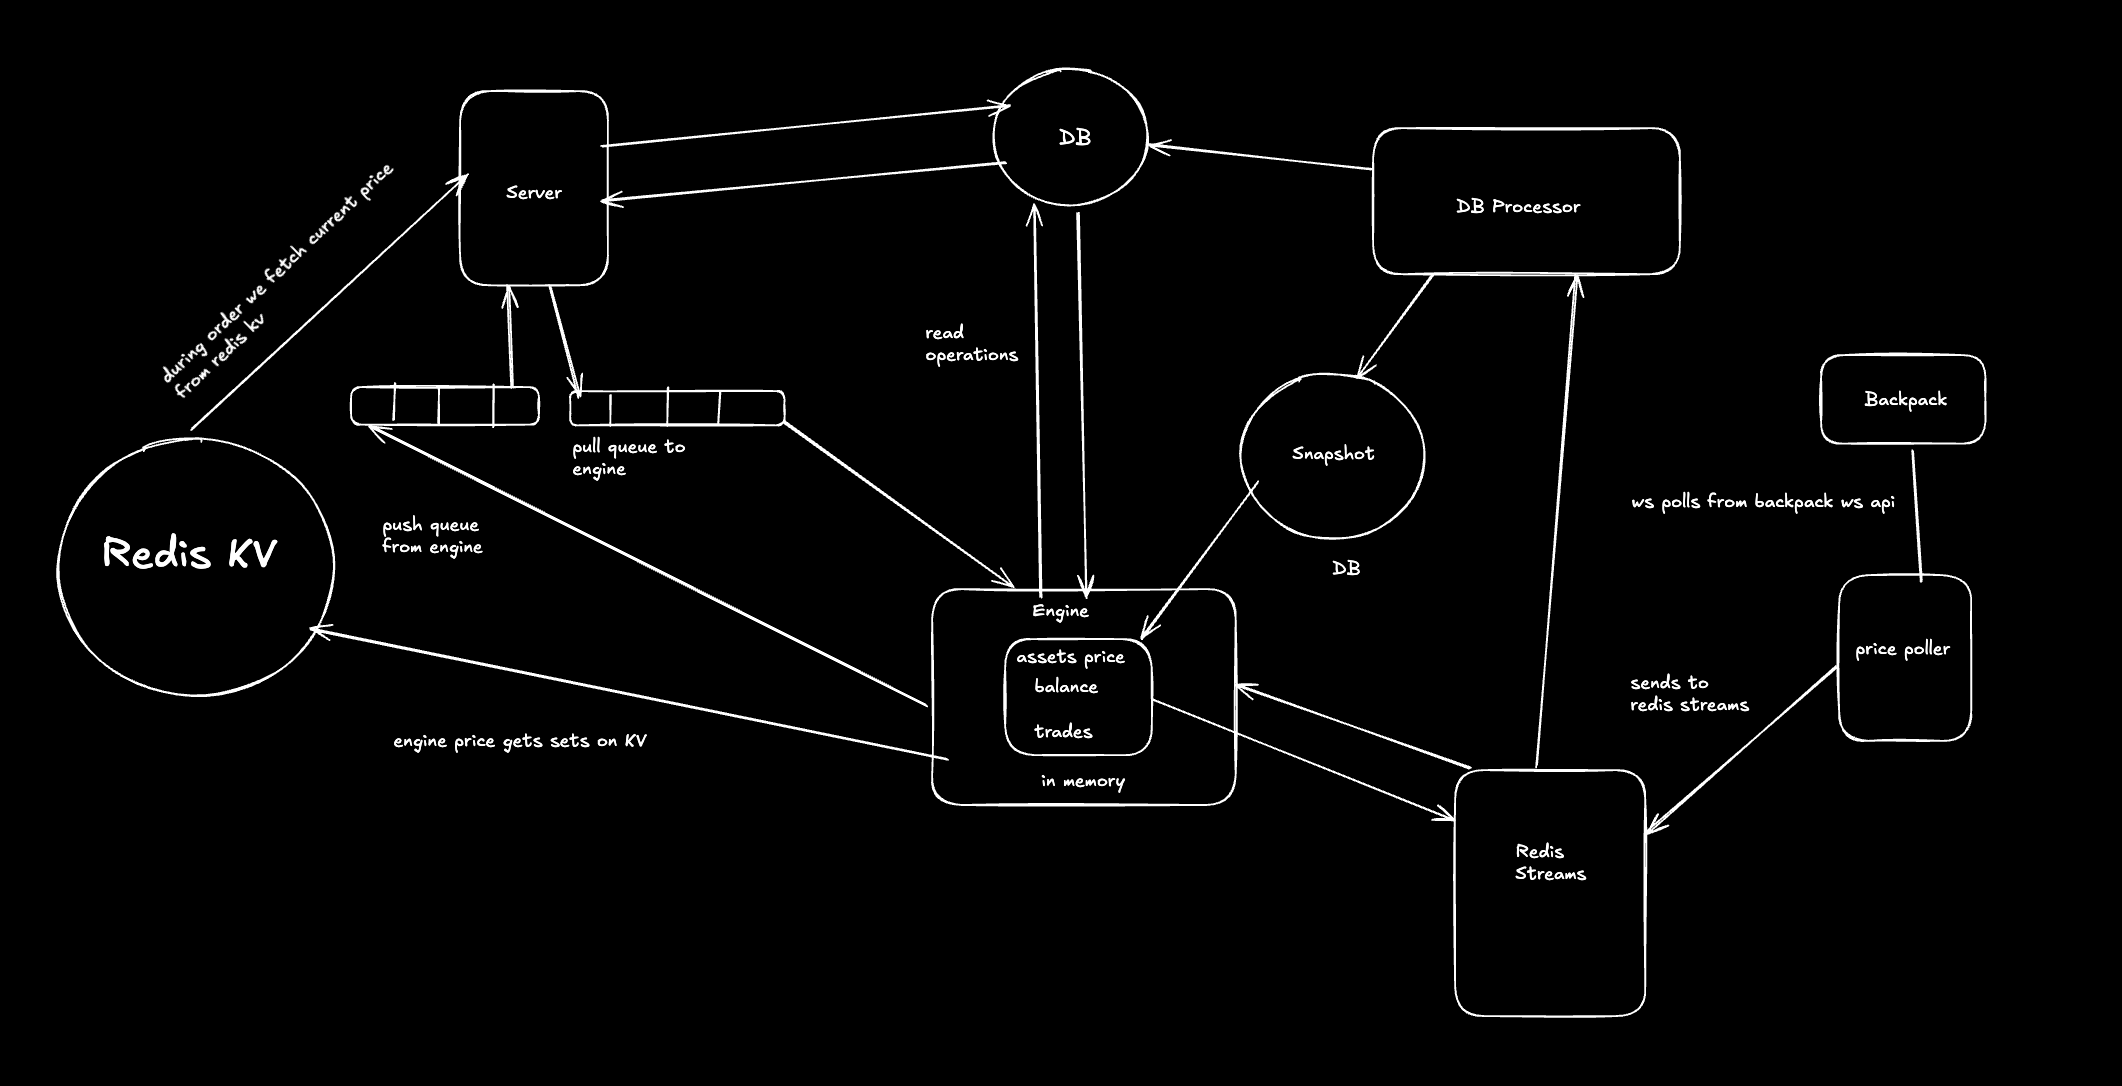 DB
Server
DB Processor
during order we fetch current price
from redis kv
read
operations
Backpack
pull queue to
engine
Snapshot
ws polls from backpack ws api
push queue
from engine
Redis KV
DB
Engine
assets price
balance
trades
in memory
price poller
sends to
redis streams
engine price gets sets on KV
Redis
Streams